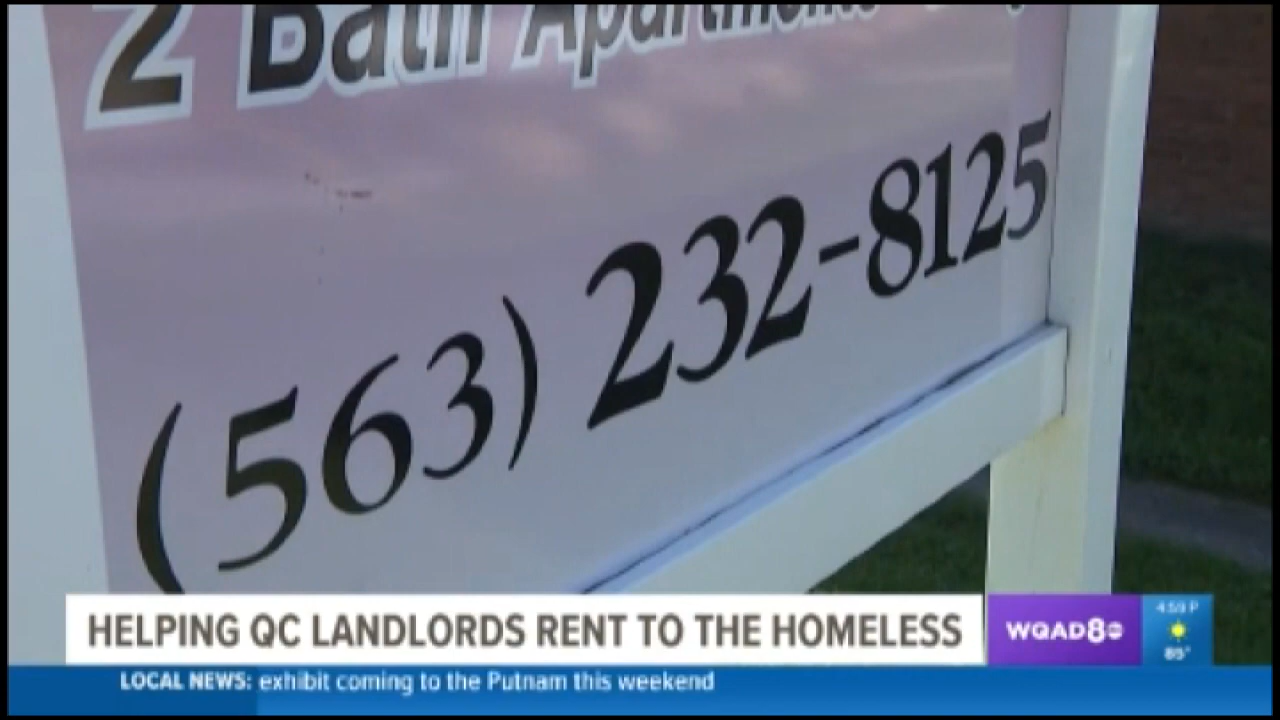 2 Bath Apartments
(563) 232-8125
HELPING QC LANDLORDS RENT TO THE HOMELESS
WQAD8
4:59 P
85°
LOCAL NEWS: exhibit coming to the Putnam this weekend